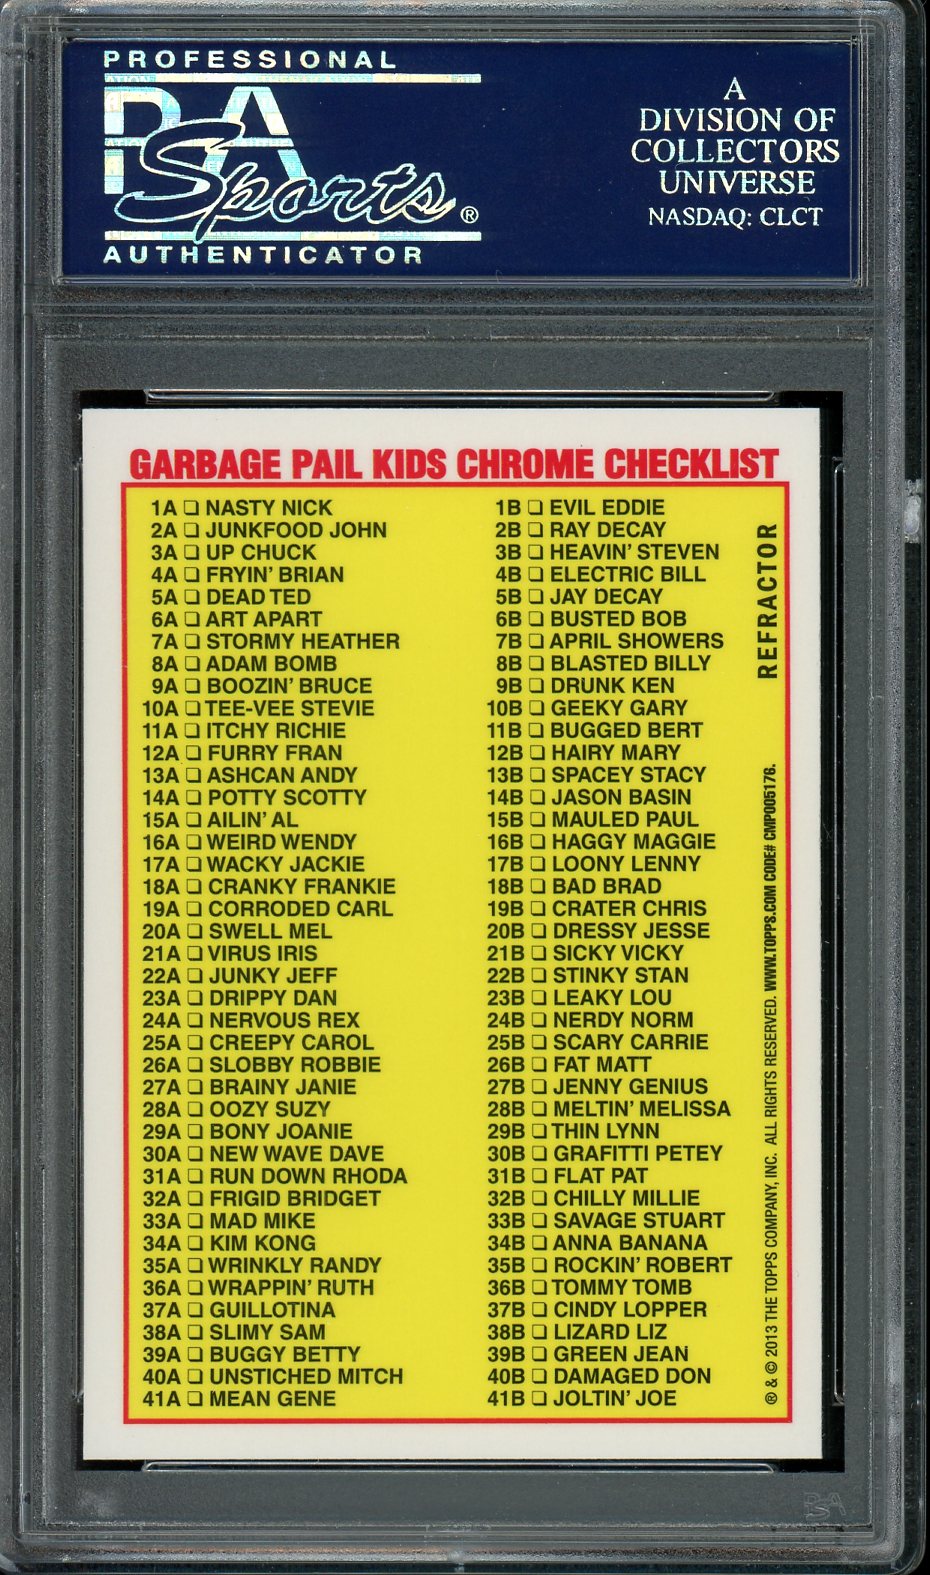 PROFESSIONAL
PSA
Sports®
AUTHENTICATOR
A
DIVISION OF
COLLECTORS
UNIVERSE
NASDAQ: CLCT
GARBAGE PAIL KIDS CHROME CHECKLIST
1A ❏ NASTY NICK
2A ❏ JUNKFOOD JOHN
3A ❏ UP CHUCK
4A ❏ FRYIN' BRIAN
5A ❏ DEAD TED
6A ❏ ART APART
7A ❏ STORMY HEATHER
8A ❏ ADAM BOMB
9A ❏ BOOZIN' BRUCE
10A ❏ TEE-VEE STEVIE
11A ❏ ITCHY RICHIE
12A ❏ FURRY FRAN
13A ❏ ASHCAN ANDY
14A ❏ POTTY SCOTTY
15A ❏ AILIN' AL
16A ❏ WEIRD WENDY
17A ❏ WACKY JACKIE
18A ❏ CRANKY FRANKIE
19A ❏ CORRODED CARL
20A ❏ SWELL MEL
21A ❏ VIRUS IRIS
22A ❏ JUNKY JEFF
23A ❏ DRIPPY DAN
24A ❏ NERVOUS REX
25A ❏ CREEPY CAROL
26A ❏ SLOBBY ROBBIE
27A ❏ BRAINY JANIE
28A ❏ OOZY SUZY
29A ❏ BONY JOANIE
30A ❏ NEW WAVE DAVE
31A ❏ RUN DOWN RHODA
32A ❏ FRIGID BRIDGET
33A ❏ MAD MIKE
34A ❏ KIM KONG
35A ❏ WRINKLY RANDY
36A ❏ WRAPPIN' RUTH
37A ❏ GUILLOTINA
38A ❏ SLIMY SAM
39A ❏ BUGGY BETTY
40A ❏ UNSTICHED MITCH
41A ❏ MEAN GENE
1B ❏ EVIL EDDIE
2B ❏ RAY DECAY
3B ❏ HEAVIN' STEVEN
4B ❏ ELECTRIC BILL
5B ❏ JAY DECAY
6B ❏ BUSTED BOB
7B ❏ APRIL SHOWERS
8B ❏ BLASTED BILLY
9B ❏ DRUNK KEN
10B ❏ GEEKY GARY
11B ❏ BUGGED BERT
12B ❏ HAIRY MARY
13B ❏ SPACEY STACY
14B ❏ JASON BASIN
15B ❏ MAULED PAUL
16B ❏ HAGGY MAGGIE
17B ❏ LOONY LENNY
18B ❏ BAD BRAD
19B ❏ CRATER CHRIS
20B ❏ DRESSY JESSE
21B ❏ SICKY VICKY
22B ❏ STINKY STAN
23B ❏ LEAKY LOU
24B ❏ NERDY NORM
25B ❏ SCARY CARRIE
26B ❏ FAT MATT
27B ❏ JENNY GENIUS
28B ❏ MELTIN' MELISSA
29B ❏ THIN LYNN
30B ❏ GRAFITTI PETEY
31B ❏ FLAT PAT
32B ❏ CHILLY MILLIE
33B ❏ SAVAGE STUART
34B ❏ ANNA BANANA
35B ❏ ROCKIN' ROBERT
36B ❏ TOMMY TOMB
37B ❏ CINDY LOPPER
38B ❏ LIZARD LIZ
39B ❏ GREEN JEAN
40B ❏ DAMAGED DON
41B ❏ JOLTIN' JOE
REFRACTOR
® & © 2013 THE TOPPS COMPANY, INC. ALL RIGHTS RESERVED. WWW.TOPPS.COM CODE# CMP005176.
PSA